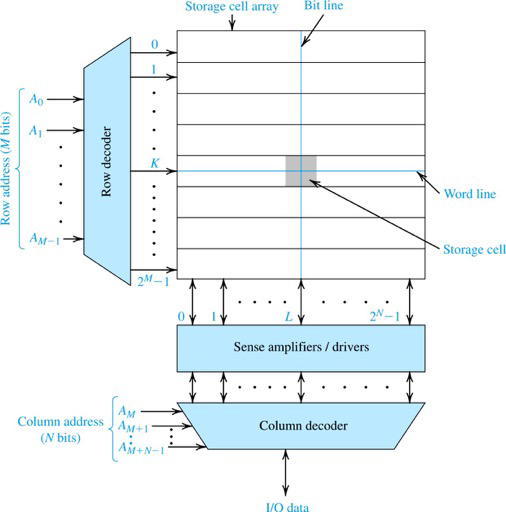 Storage cell array
Bit line
0
1
A0
A1
Row address (M bits)
Row decoder
K
Word line
AM−1
Storage cell
2M−1
0 1 L 2N−1
Sense amplifiers / drivers
Column address
(N bits)
AM
AM+1
AM+N−1
Column decoder
I/O data